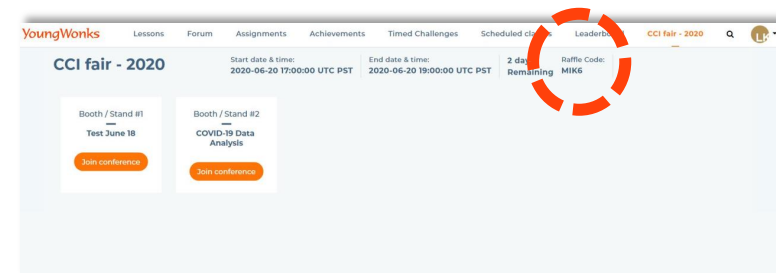 YoungWonks Lessons Forum Assignments Achievements Timed Challenges Scheduled CCI fair - 2020 LK
CCI fair - 2020
Start date & time:
2020-06-20 17:00:00 UTC PST
End date & time:
2020-06-20 19:00:00 UTC PST
2
Remaining
Raffle Code:
MIK6
Booth / Stand #1
Test June 18
Join conference
Booth / Stand #2
COVID-19 Data
Analysis
Join conference